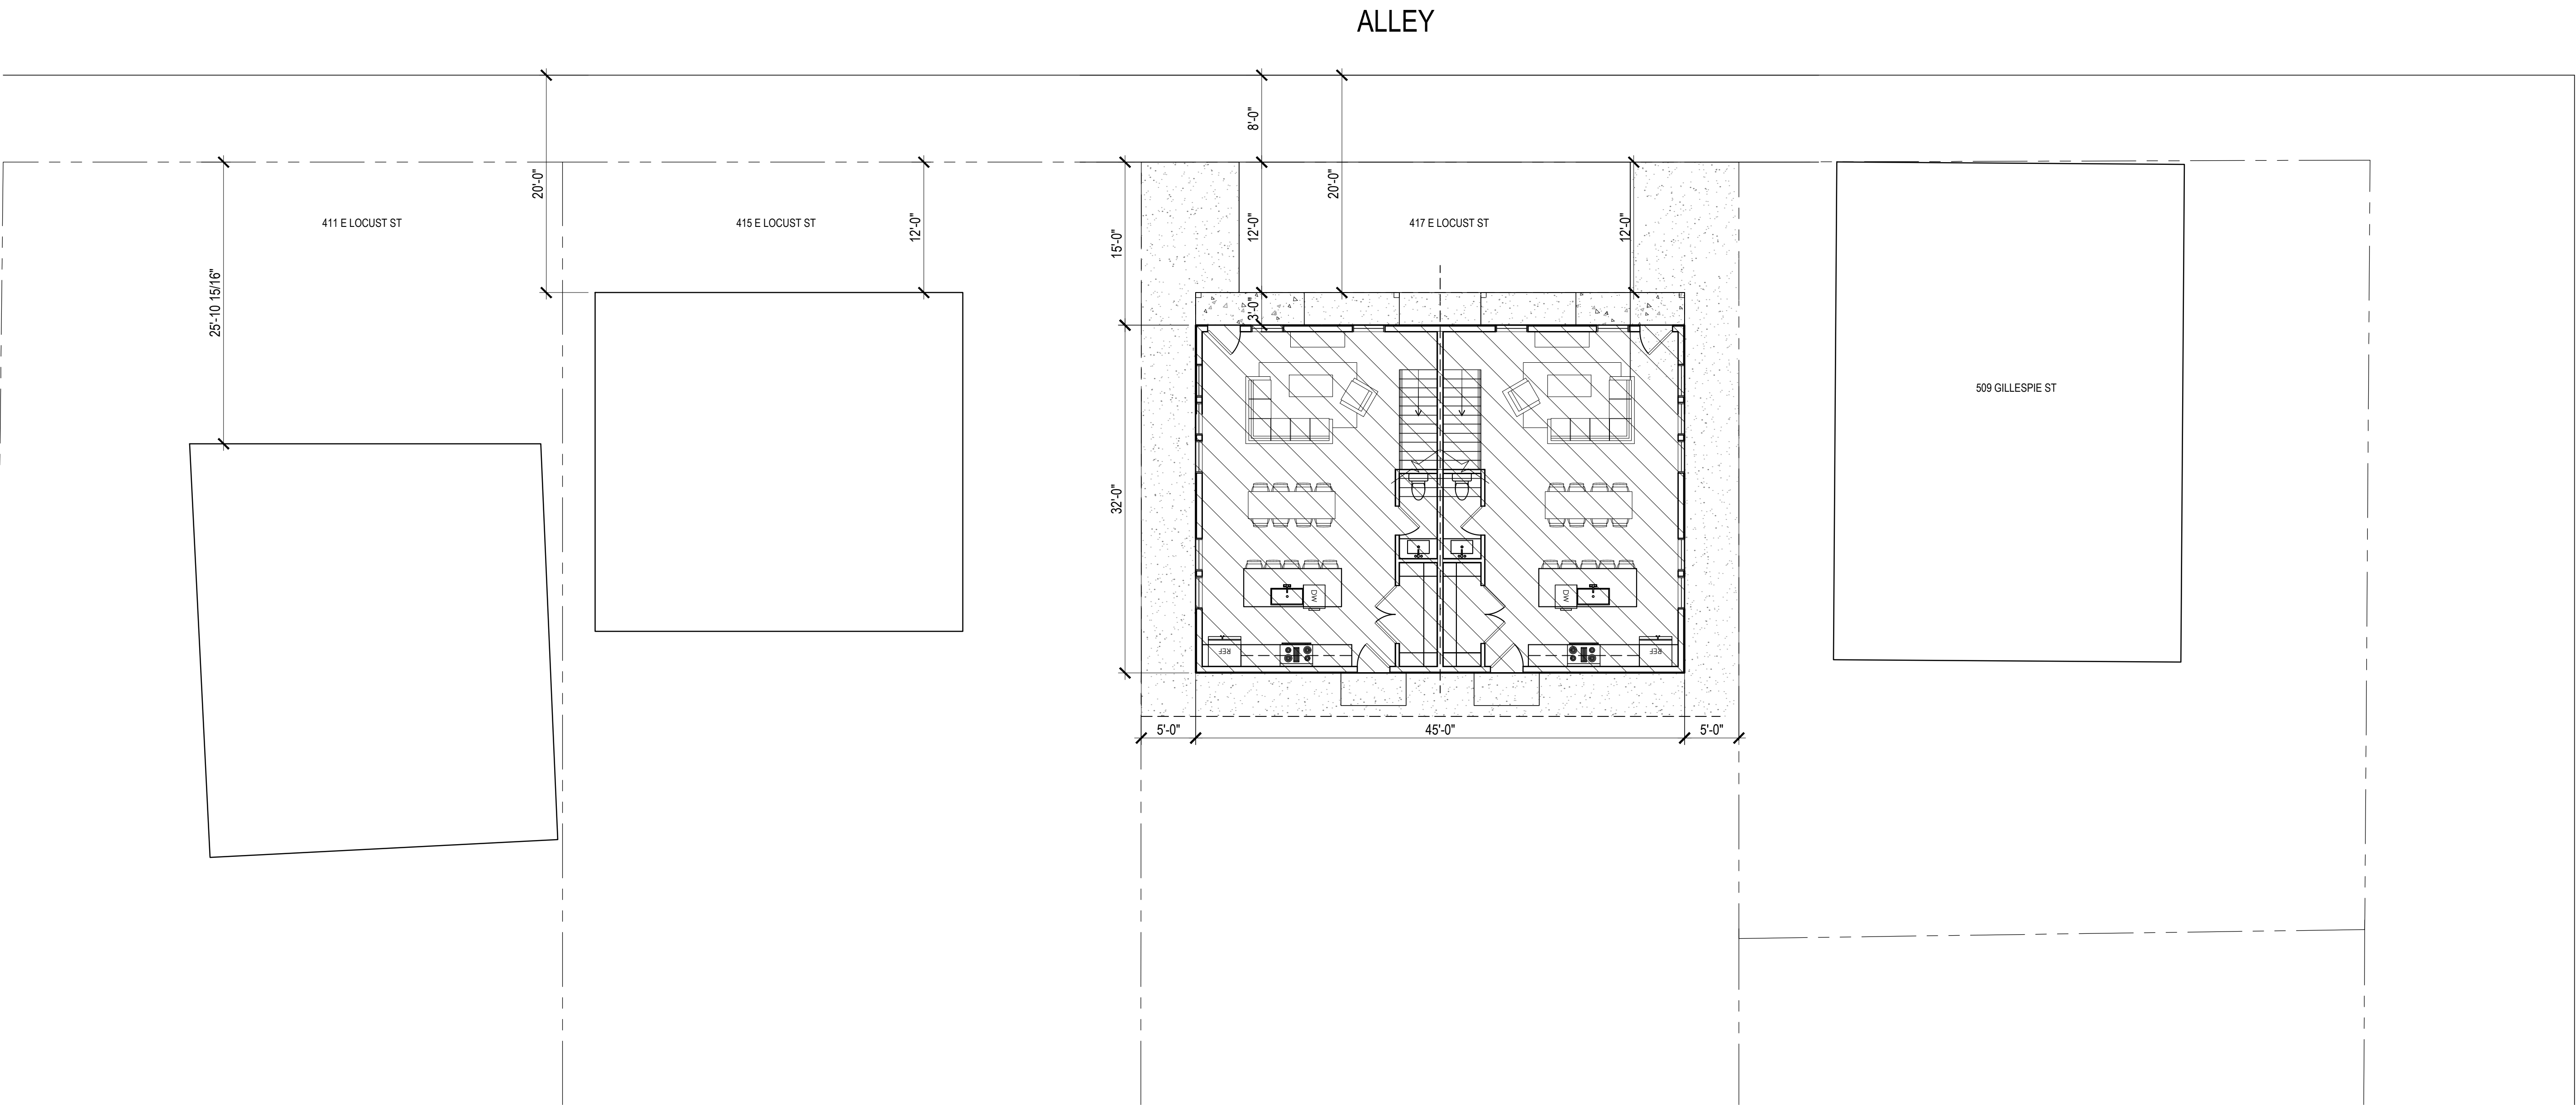 ALLEY
8'-0"
20'-0"
20'-0"
411 E LOCUST ST
415 E LOCUST ST
12'-0"
15'-0"
12'-0"
417 E LOCUST ST
12'-0"
25'-10 15/16"
3'-0"
509 GILLESPIE ST
32'-0"
DW
DW
REF
REF
5'-0"
45'-0"
5'-0"